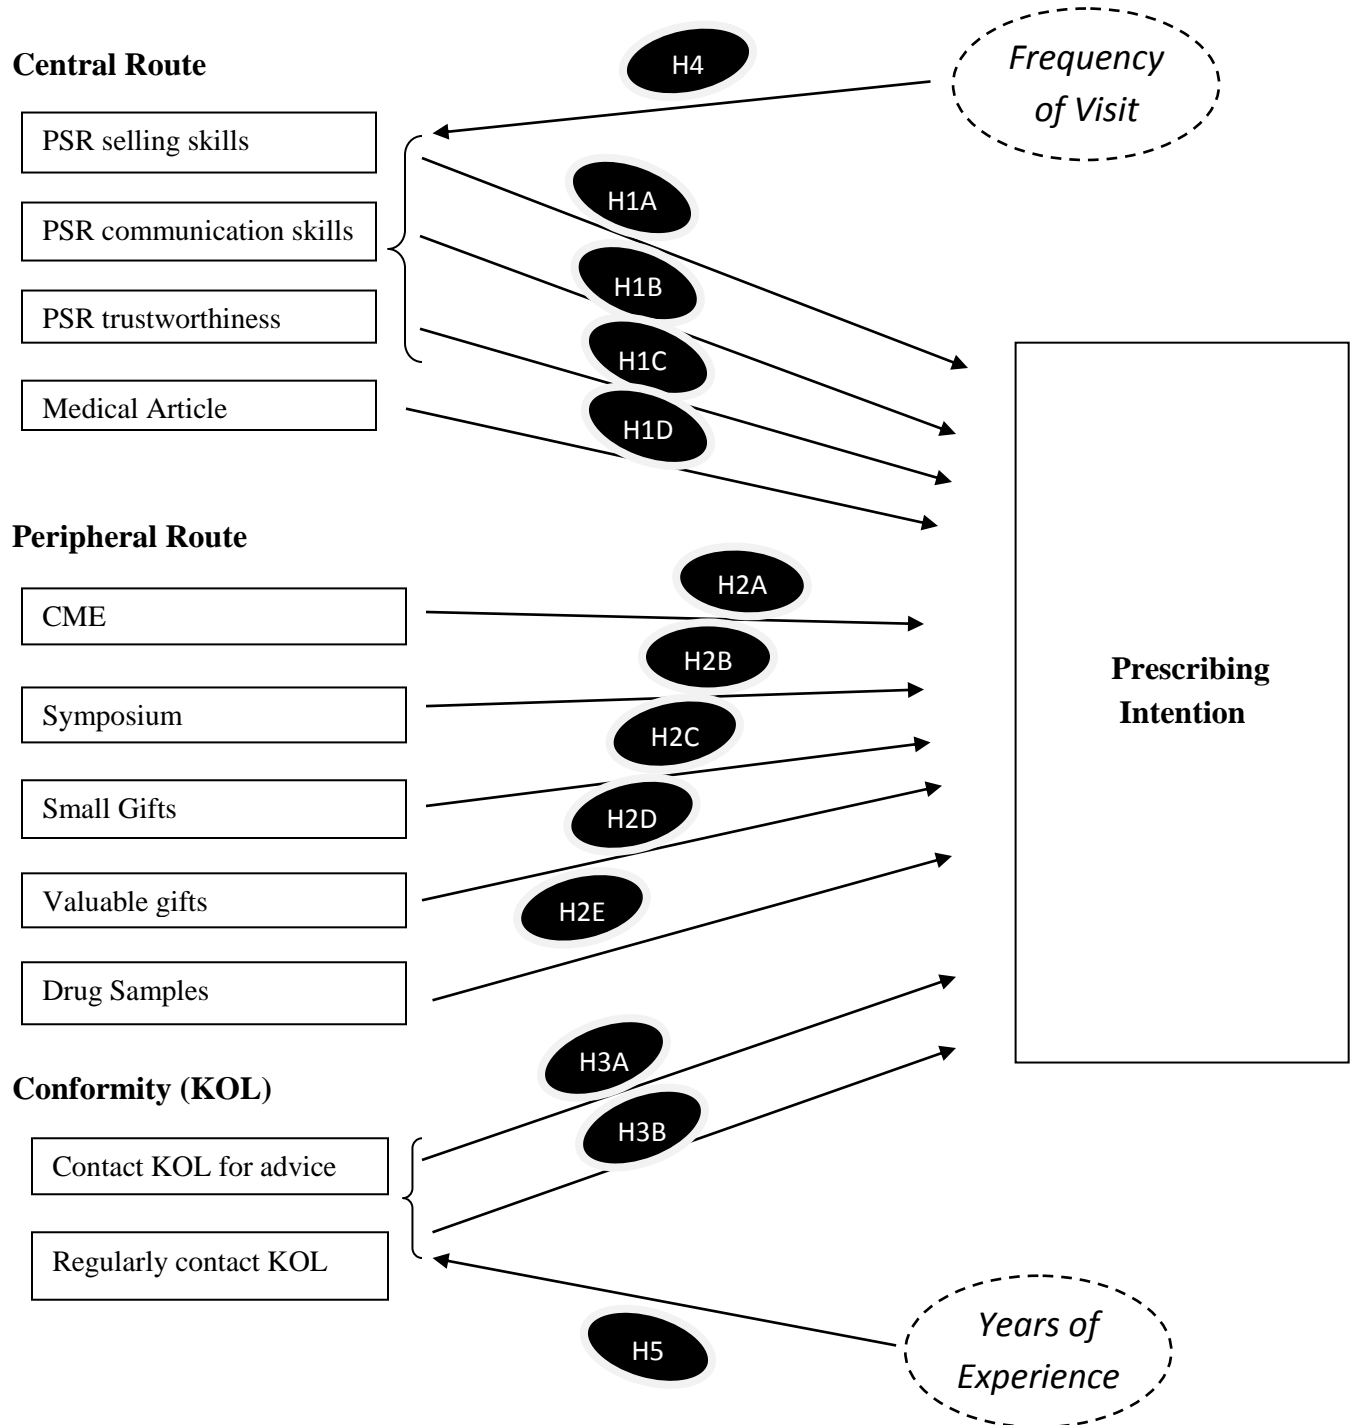 Central Route
H4
Frequency
of Visit
PSR selling skills
H1A
PSR communication skills
H1B
PSR trustworthiness
H1C
Medical Article
H1D
Peripheral Route
H2A
CME
H2B
Symposium
H2C
Small Gifts
H2D
Valuable gifts
H2E
Drug Samples
Prescribing
Intention
H3A
Conformity (KOL)
H3B
Contact KOL for advice
Regularly contact KOL
H5
Years of
Experience